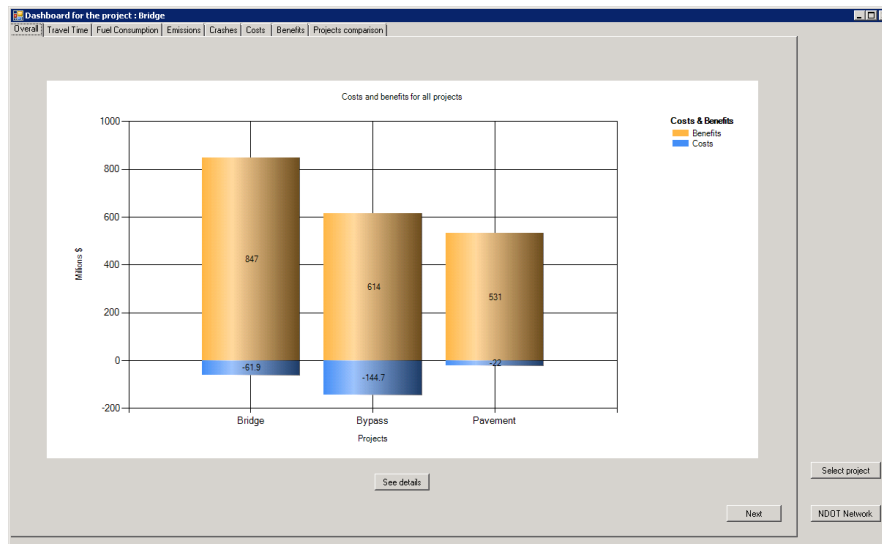 Dashboard for the project : Bridge
Overall Travel Time Fuel Consumption Emissions Crashes Costs Benefits Projects comparison
Costs and benefits for all projects
1000
800
600
400
200
0
-200
Millions $
847
614
531
-61.9
-144.7
-22
Bridge Bypass Pavement
Projects
Costs & Benefits
Benefits
Costs
See details
Select project
Next
NDOT Network